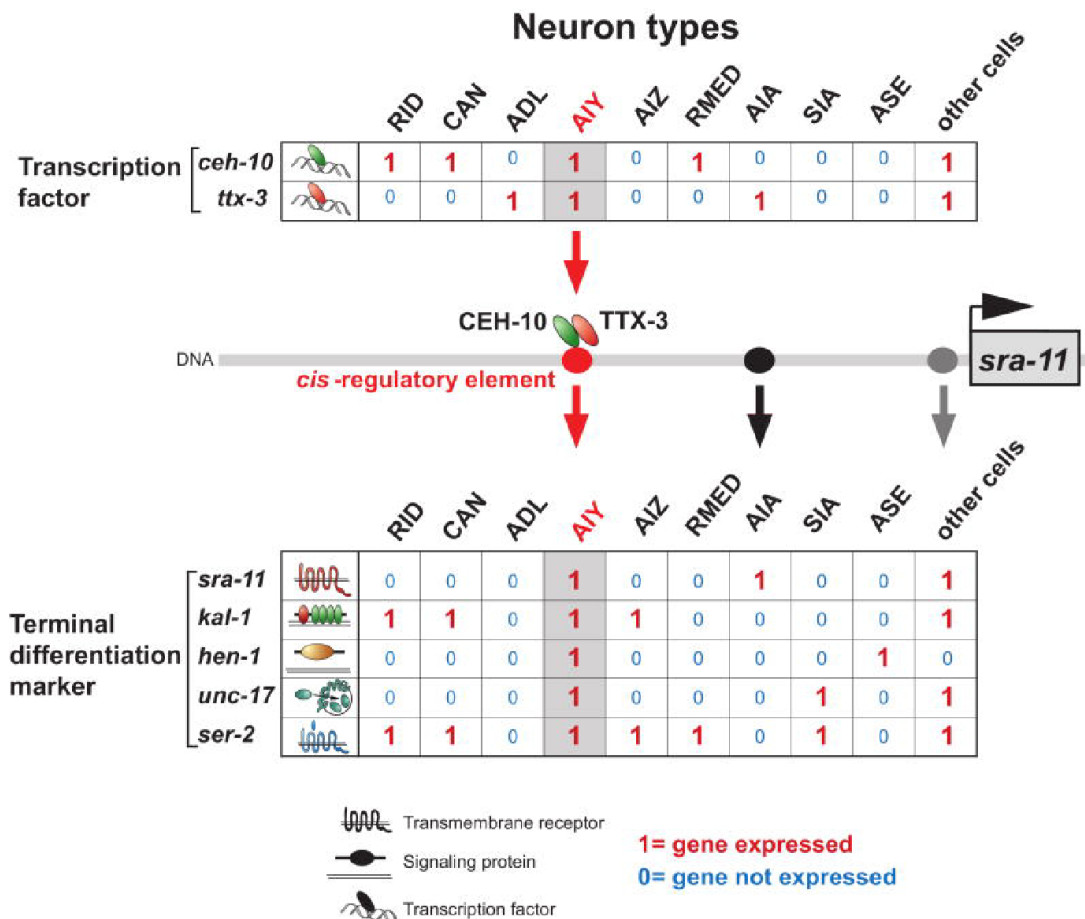 Neuron types
RID CAN ADL AIY AIZ RMED AIA SIA ASE other cells
Transcription factor
ceh-10 1 1 0 1 0 1 0 0 0 1
ttx-3 0 0 1 1 0 0 1 0 0 1
CEH-10 TTX-3
DNA
cis-regulatory element
sra-11
RID CAN ADL AIY AIZ RMED AIA SIA ASE other cells
Terminal differentiation marker
sra-11 0 0 0 1 0 0 1 0 0 1
kal-1 1 1 0 1 1 0 0 0 0 1
hen-1 0 0 0 1 0 0 0 0 1 0
unc-17 0 0 0 1 0 0 0 1 0 1
ser-2 1 1 0 1 1 1 0 1 0 1
Transmembrane receptor
Signaling protein
Transcription factor
1= gene expressed
0= gene not expressed